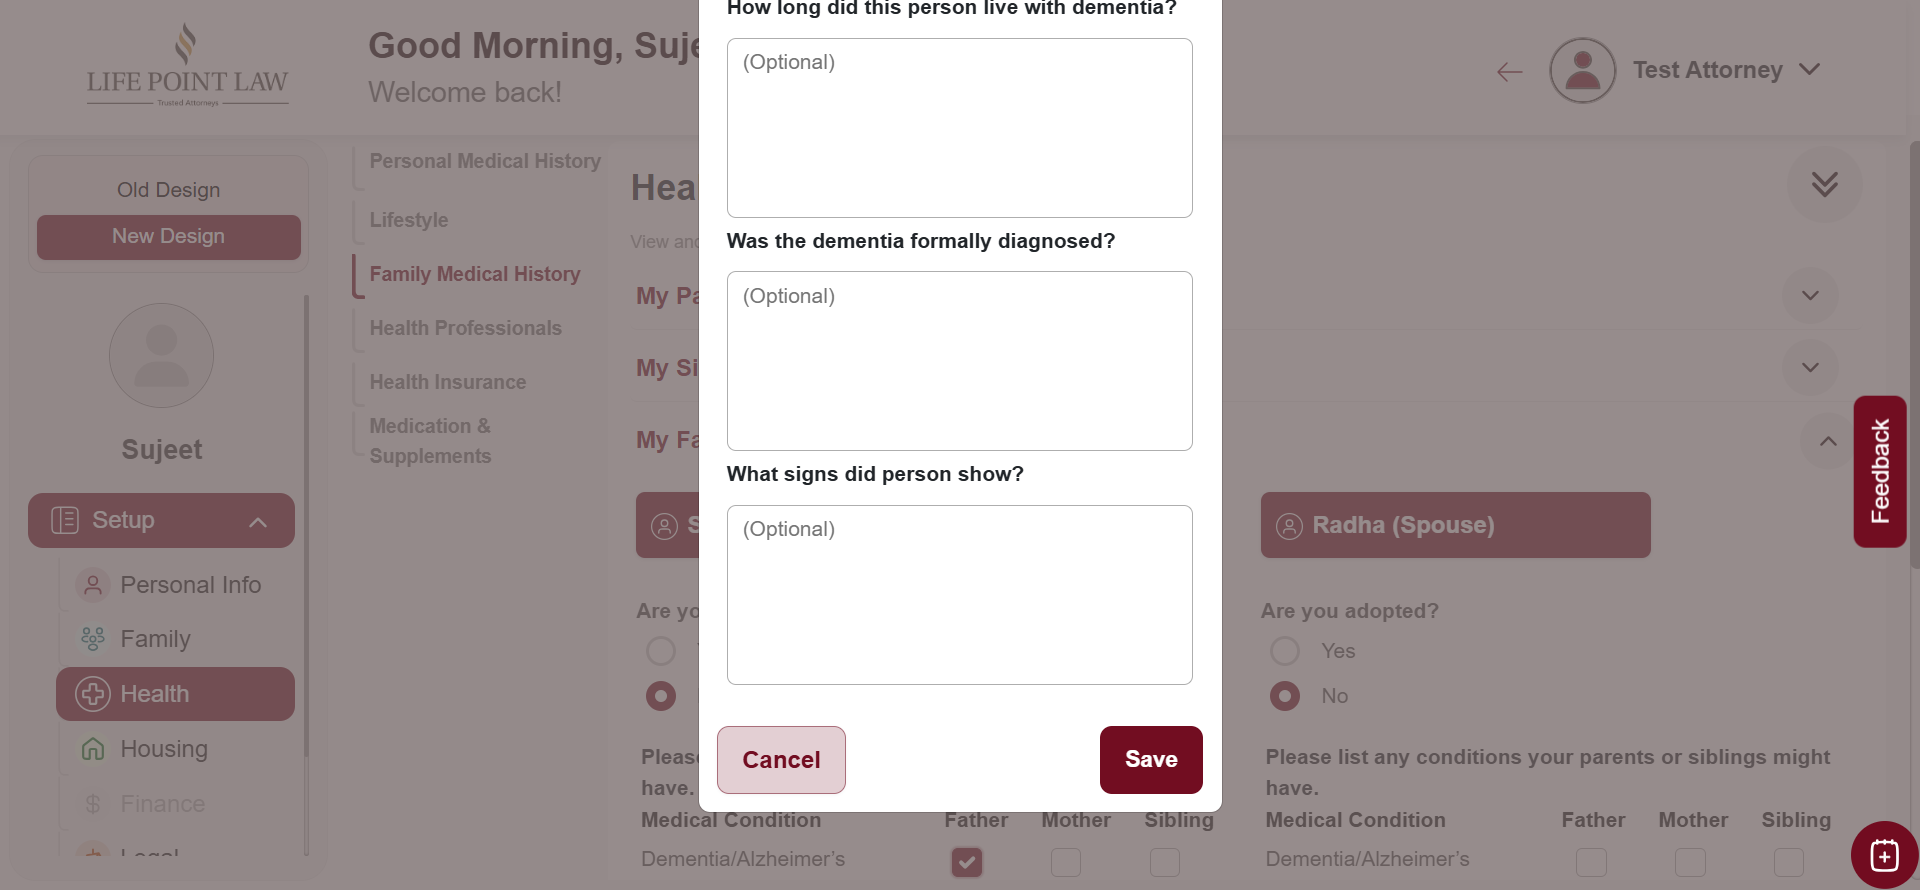 LIFE POINT LAW
Trusted Attorneys
Good Morning, Suje
Welcome back!
Test Attorney
Old Design
New Design
Sujeet
Setup
Personal Info
Family
Health
Housing
Finance
Legal
Personal Medical History
Lifestyle
Family Medical History
Health Professionals
Health Insurance
Medication &
Supplements
Hea
View and
My Pa
My Si
My Fa
S
Are yo
Please
have.
Medical Condition Father Mother Sibling
Dementia/Alzheimer’s
How long did this person live with dementia?
(Optional)
Was the dementia formally diagnosed?
(Optional)
What signs did person show?
(Optional)
Cancel
Save
Radha (Spouse)
Are you adopted?
Yes
No
Please list any conditions your parents or siblings might
have.
Medical Condition Father Mother Sibling
Dementia/Alzheimer’s
Feedback